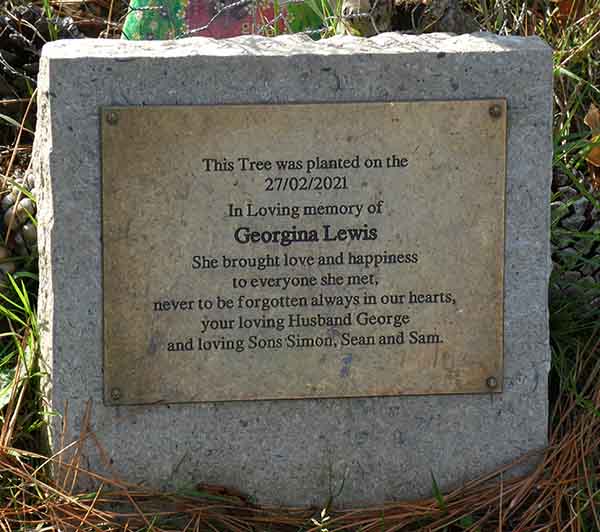 This Tree was planted on the
27/02/2021
In Loving memory of
Georgina Lewis
She brought love and happiness
to everyone she met,
never to be forgotten always in our hearts,
your loving Husband George
and loving Sons Simon, Sean and Sam.